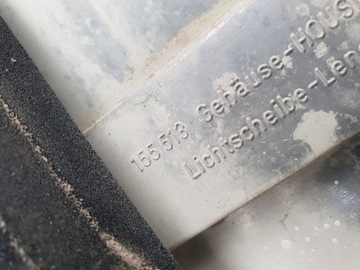 155 513 · Gehäuse-HOUS
Lichtscheibe-Len